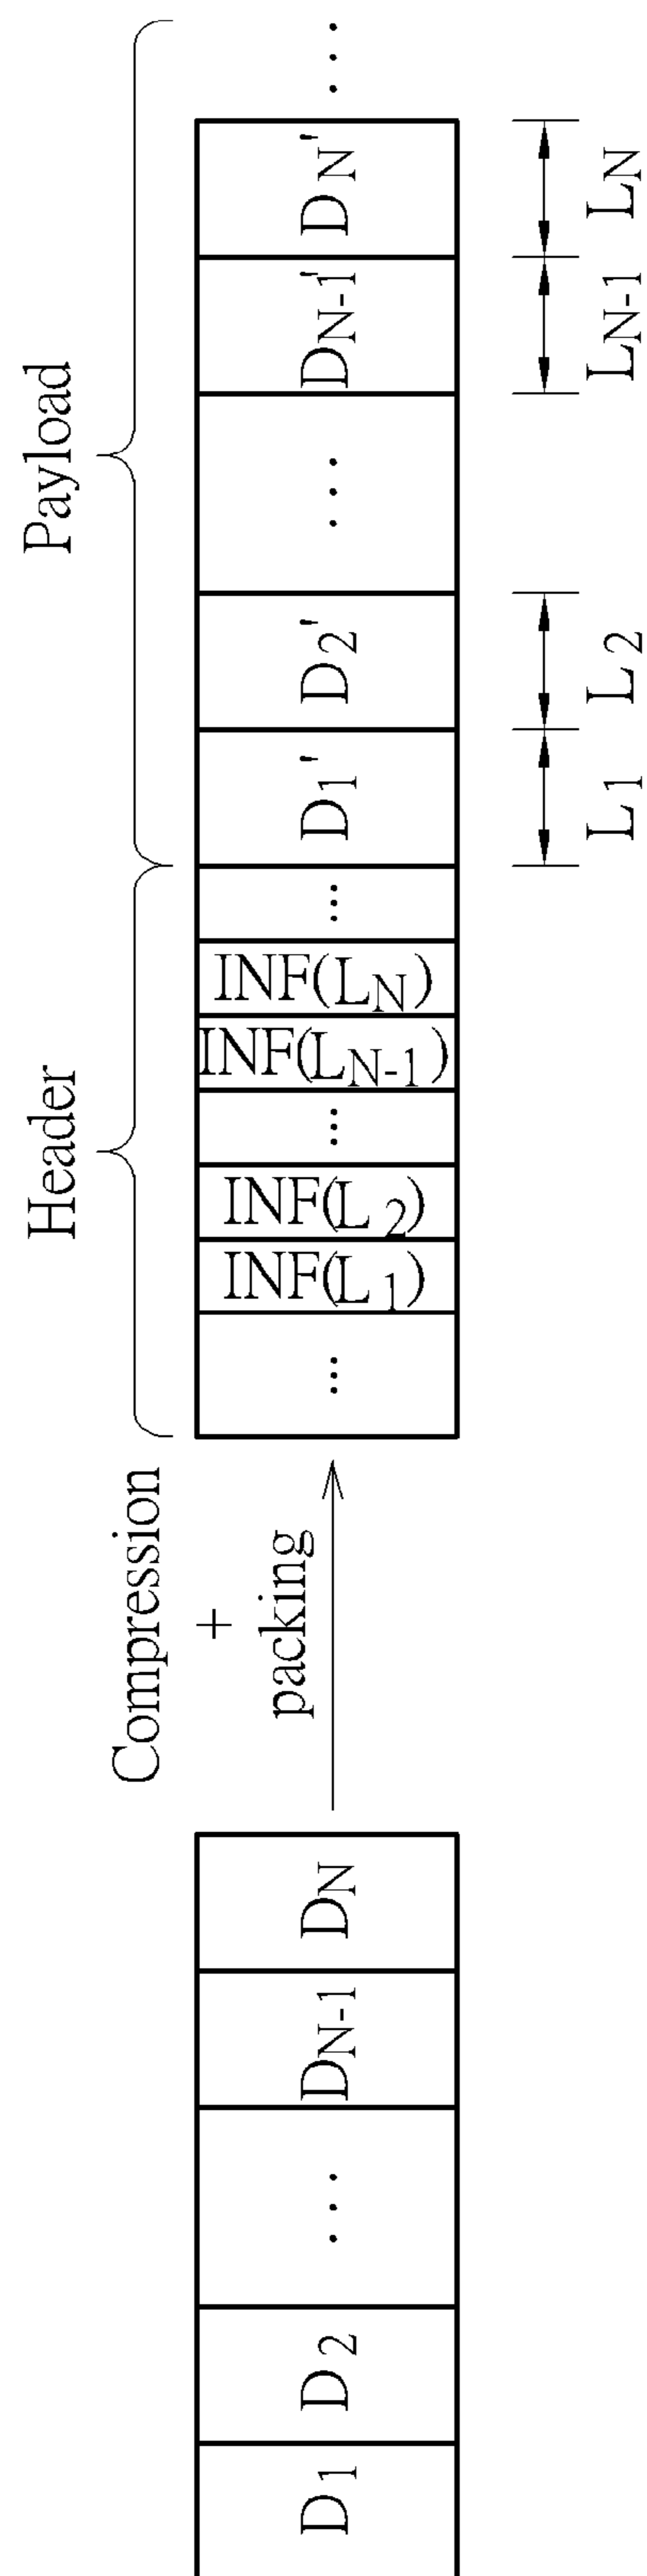 D1
D2
...
DN-1
DN
Compression
+
packing
Header
...
INF(L1)
INF(L2)
...
INF(LN-1)
INF(LN)
...
Payload
D1'
D2'
...
DN-1'
DN'
...
L1
L2
LN-1
LN